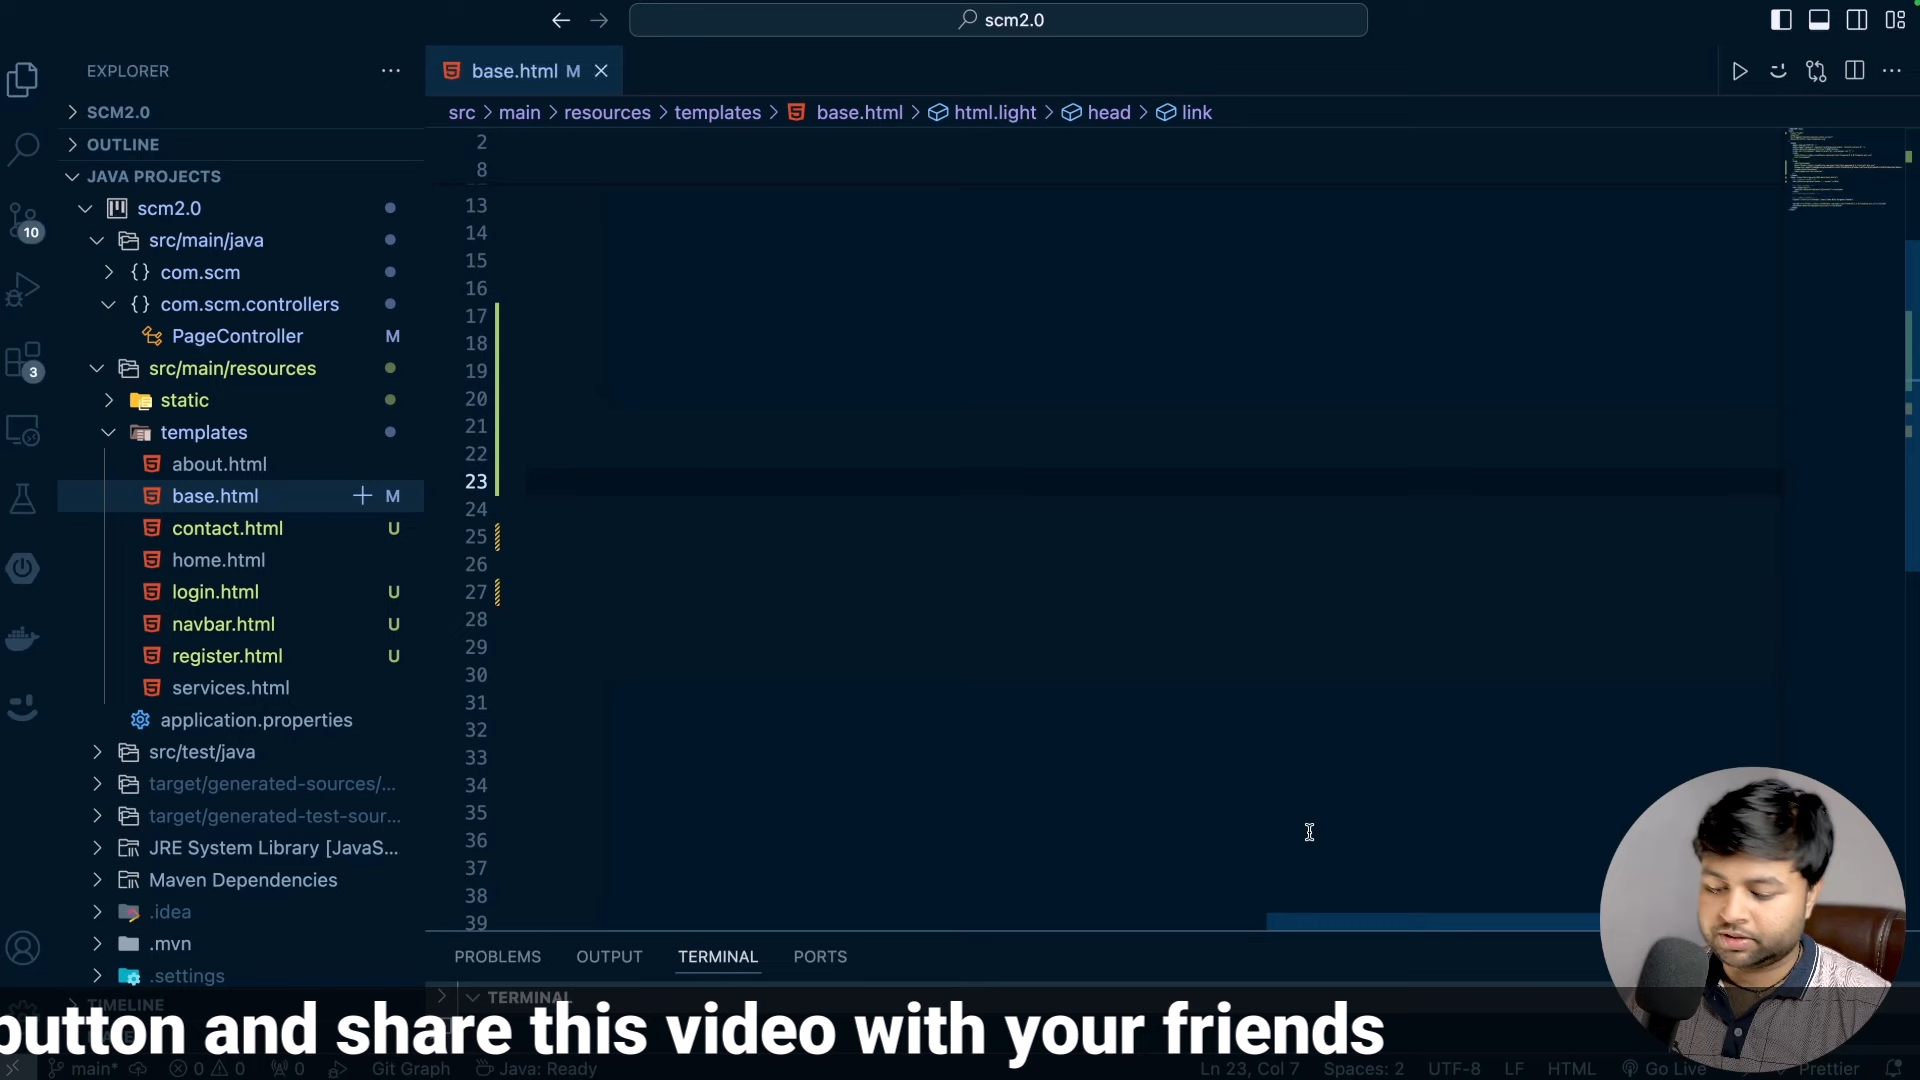 scm2.0
EXPLORER
SCM2.0
OUTLINE
JAVA PROJECTS
scm2.0
src/main/java
com.scm
com.scm.controllers
PageController M
src/main/resources
static
templates
about.html
base.html M
contact.html U
home.html
login.html U
navbar.html U
register.html U
services.html
application.properties
src/test/java
target/generated-sources/...
target/generated-test-sour...
JRE System Library [JavaS...
Maven Dependencies
.idea
.mvn
.settings
TIMELINE
10
3
base.html M
src > main > resources > templates > base.html > html.light > head > link
2
8
13
14
15
16
17
18
19
20
21
22
23
24
25
26
27
28
29
30
31
32
33
34
35
36
37
38
39
PROBLEMS OUTPUT TERMINAL PORTS
TERMINAL
button and share this video with your friends
main* 0 0 0 Git Graph Java: Ready Ln 23, Col 7 Spaces: 2 UTF-8 LF HTML Go Live Prettier